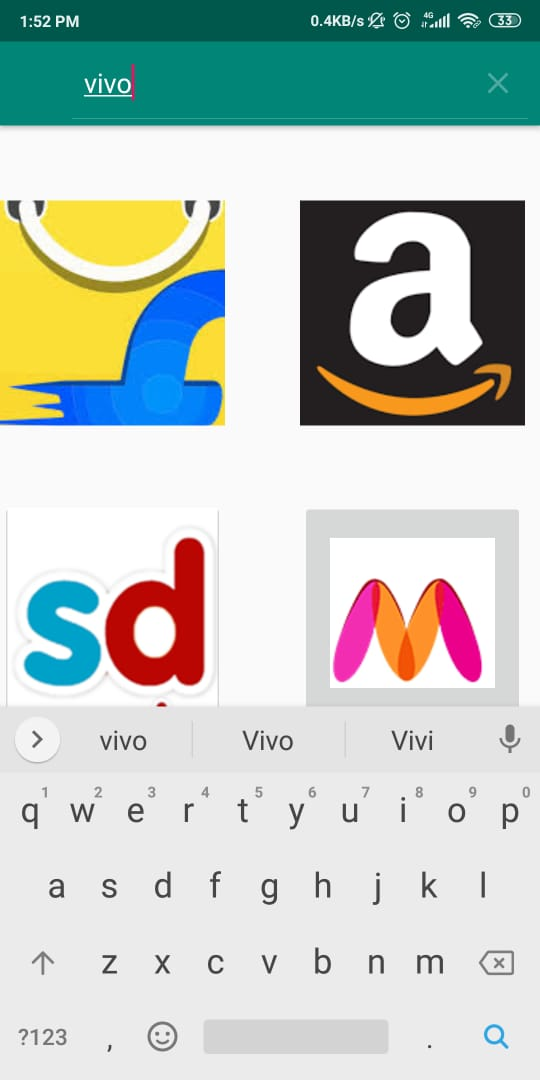 1:52 PM 0.4KB/s 4G 33
vivo
a
sd
vivo Vivo Vivi
1 2 3 4 5 6 7 8 9 0
q w e r t y u i o p
a s d f g h j k l
z x c v b n m
?123 , .